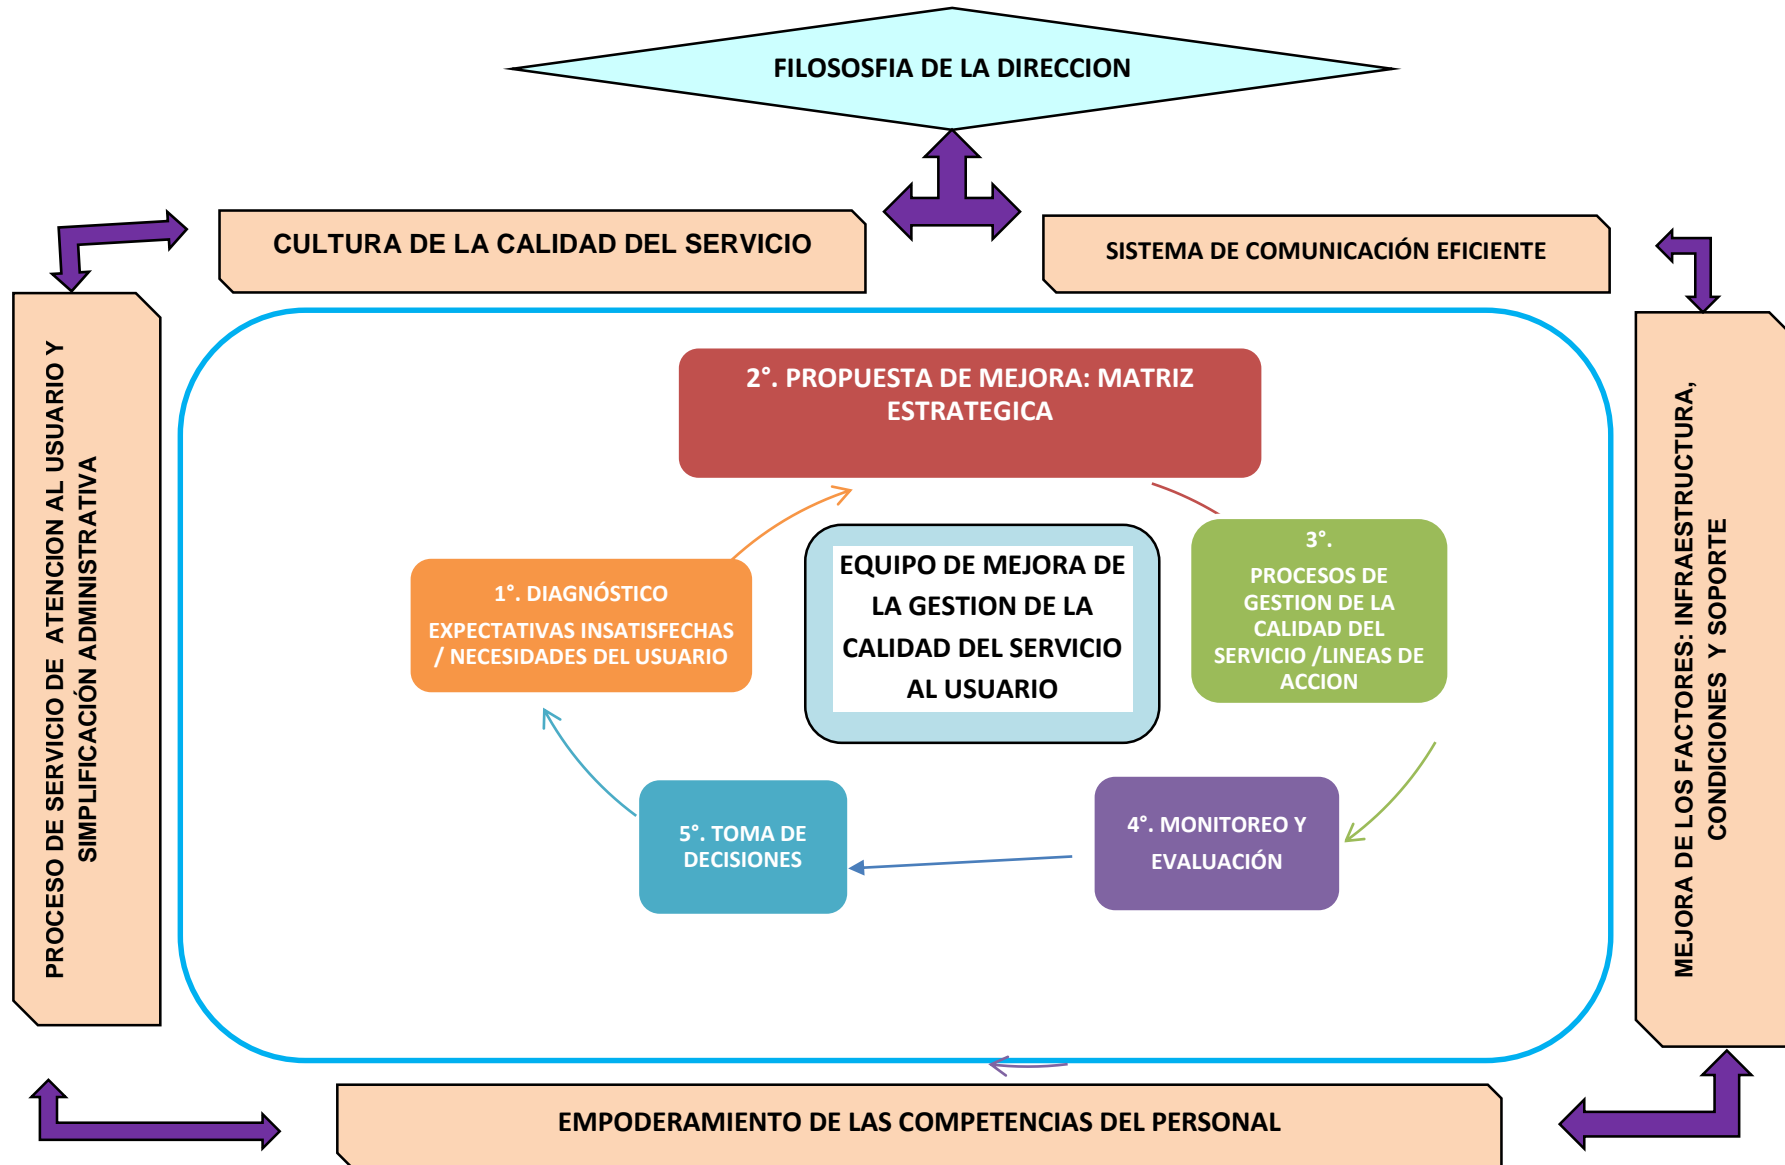 FILOSOSFIA DE LA DIRECCION
CULTURA DE LA CALIDAD DEL SERVICIO
SISTEMA DE COMUNICACIÓN EFICIENTE
PROCESO DE SERVICIO DE  ATENCION AL USUARIO Y
SIMPLIFICACIÓN ADMINISTRATIVA
2°. PROPUESTA DE MEJORA: MATRIZ
ESTRATEGICA
1°. DIAGNÓSTICO
EXPECTATIVAS INSATISFECHAS
/ NECESIDADES DEL USUARIO
EQUIPO DE MEJORA DE
LA GESTION DE LA
CALIDAD DEL SERVICIO
AL USUARIO
3°.
PROCESOS DE
GESTION DE LA
CALIDAD DEL
SERVICIO /LINEAS DE
ACCION
5°. TOMA DE
DECISIONES
4°. MONITOREO Y
EVALUACIÓN
MEJORA DE LOS FACTORES: INFRAESTRUCTURA,
CONDICIONES  Y SOPORTE
EMPODERAMIENTO DE LAS COMPETENCIAS DEL PERSONAL